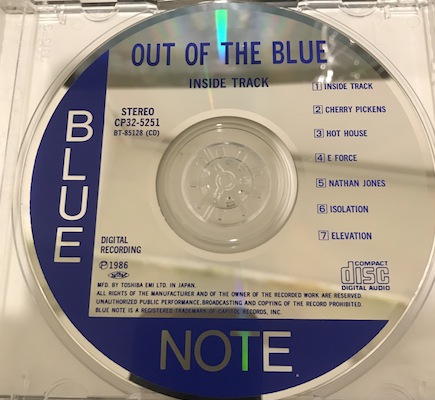 OUT OF THE BLUE
INSIDE TRACK
STEREO
CP32-5251
BT-85128 (CD)
1 INSIDE TRACK
2 CHERRY PICKENS
3 HOT HOUSE
4 E FORCE
5 NATHAN JONES
6 ISOLATION
7 ELEVATION
BLUE
DIGITAL
RECORDING
℗1986
COMPACT
disc
DIGITAL AUDIO
MFD. BY TOSHIBA EMI LTD. IN JAPAN.
ALL RIGHTS OF THE MANUFACTURER AND OF THE OWNER OF THE RECORDED WORK ARE RESERVED.
UNAUTHORIZED PUBLIC PERFORMANCE, BROADCASTING AND COPYING OF THE RECORD PROHIBITED.
BLUE NOTE IS A REGISTERED TRADEMARK OF CAPITOL RECORDS, INC.
NOTE